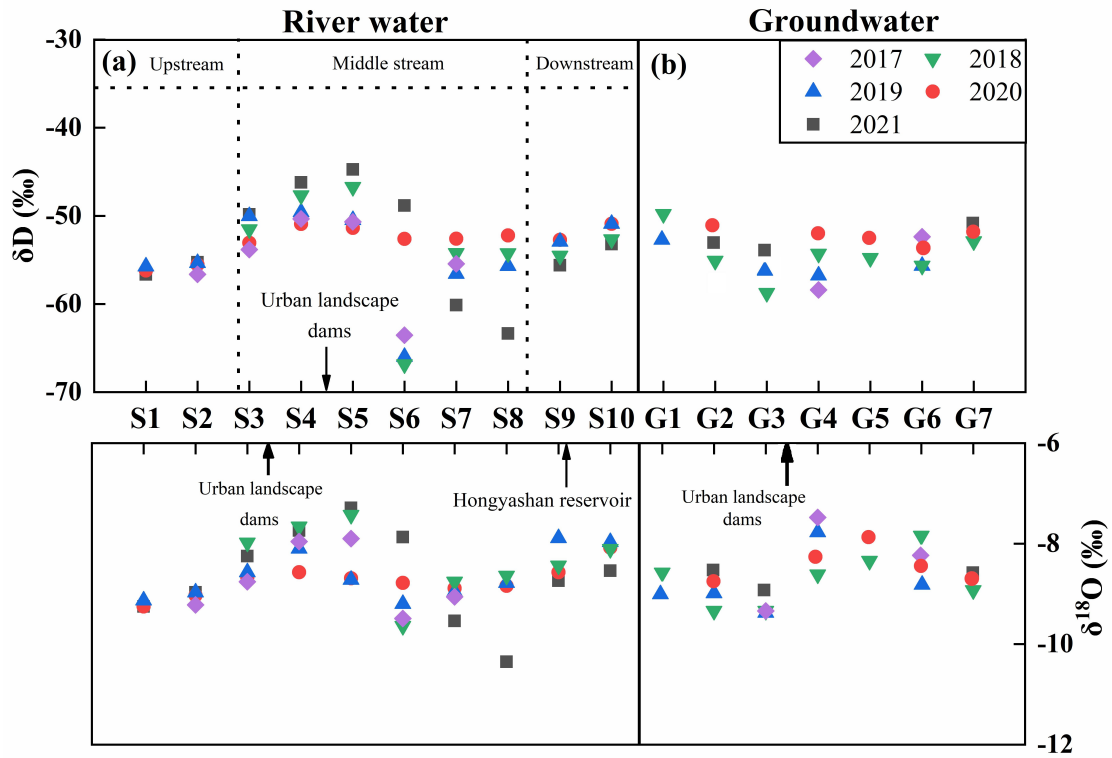 River water
Groundwater
-30
-40
-50
-60
-70
δD (‰)
(a)
Upstream
Middle stream
Downstream
(b)
2017
2018
2019
2020
2021
Urban landscape
dams
S1 S2 S3 S4 S5 S6 S7 S8 S9 S10 G1 G2 G3 G4 G5 G6 G7
Urban landscape
dams
Hongyashan reservoir
Urban landscape
dams
-6
-8
-10
-12
δ¹⁸O (‰)